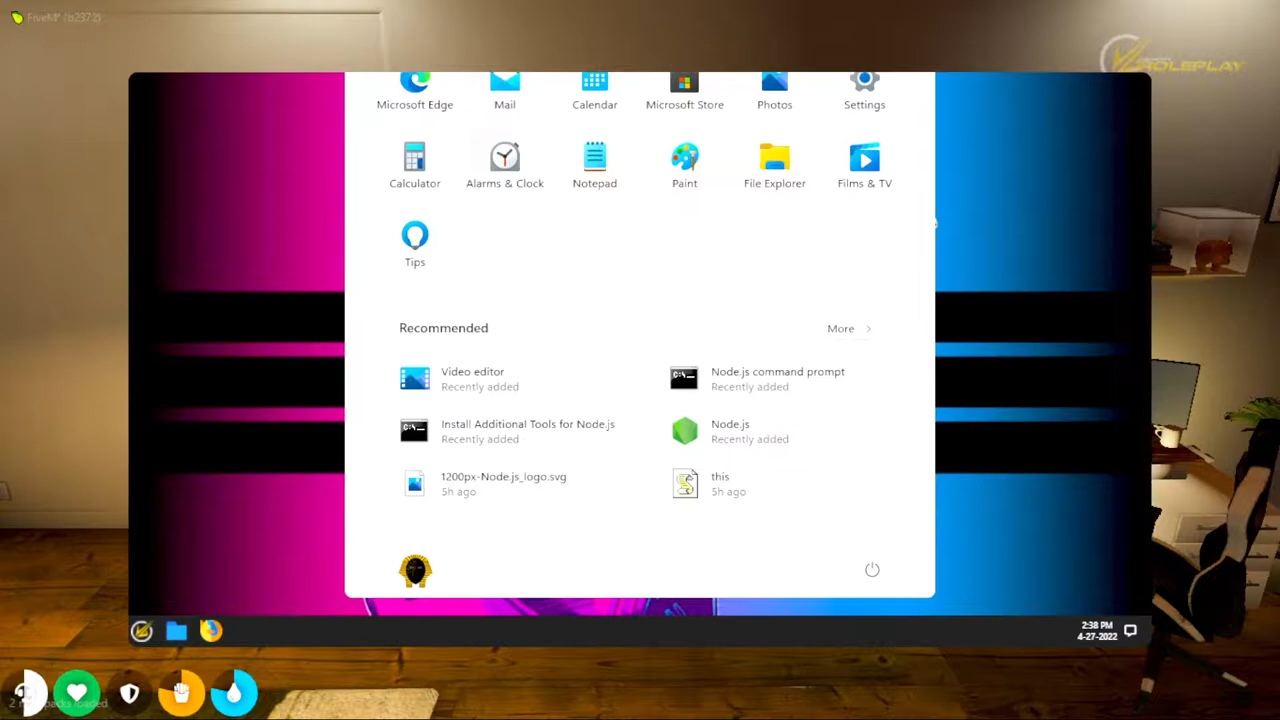 FiveM® (b2372)
ROLEPLAY
Microsoft Edge
Mail
Calendar
Microsoft Store
Photos
Settings
Calculator
Alarms & Clock
Notepad
Paint
File Explorer
Films & TV
Tips
Recommended
More
Video editor
Recently added
Node.js command prompt
Recently added
Install Additional Tools for Node.js
Recently added
Node.js
Recently added
1200px-Node.js_logo.svg
5h ago
this
5h ago
2:38 PM
4-27-2022